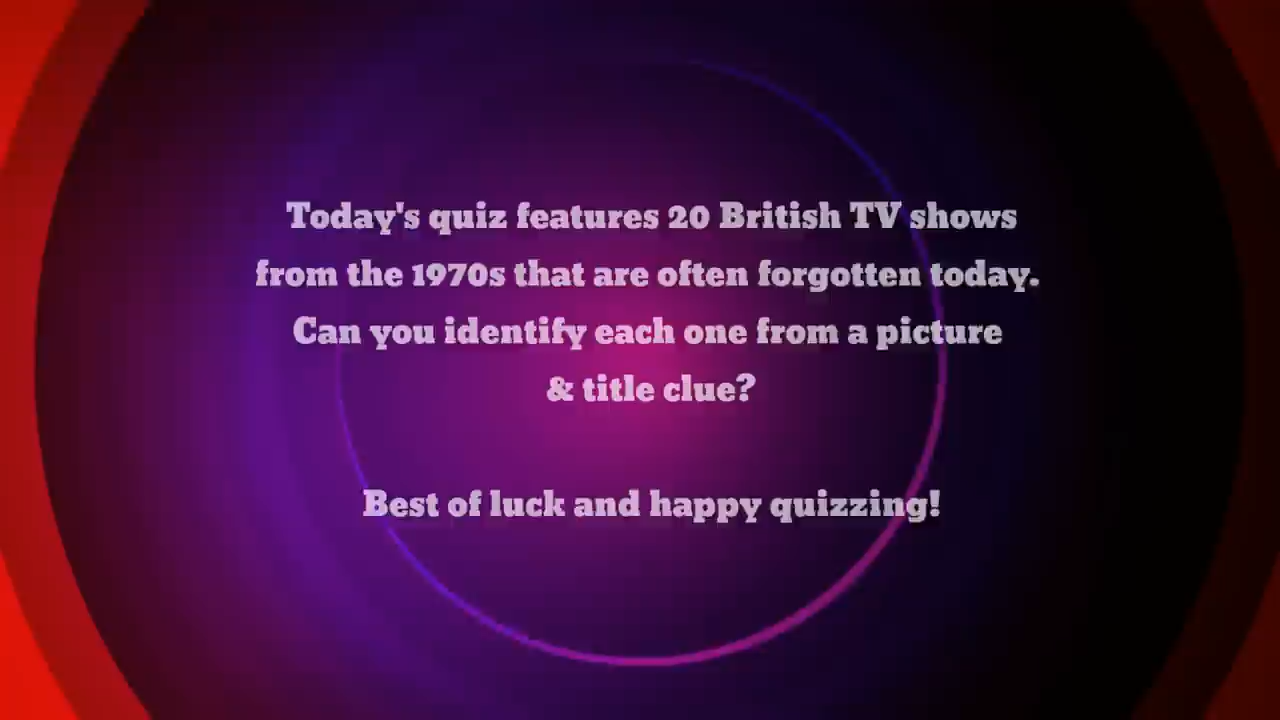 Today's quiz features 20 British TV shows
from the 1970s that are often forgotten today.
Can you identify each one from a picture
& title clue?
Best of luck and happy quizzing!